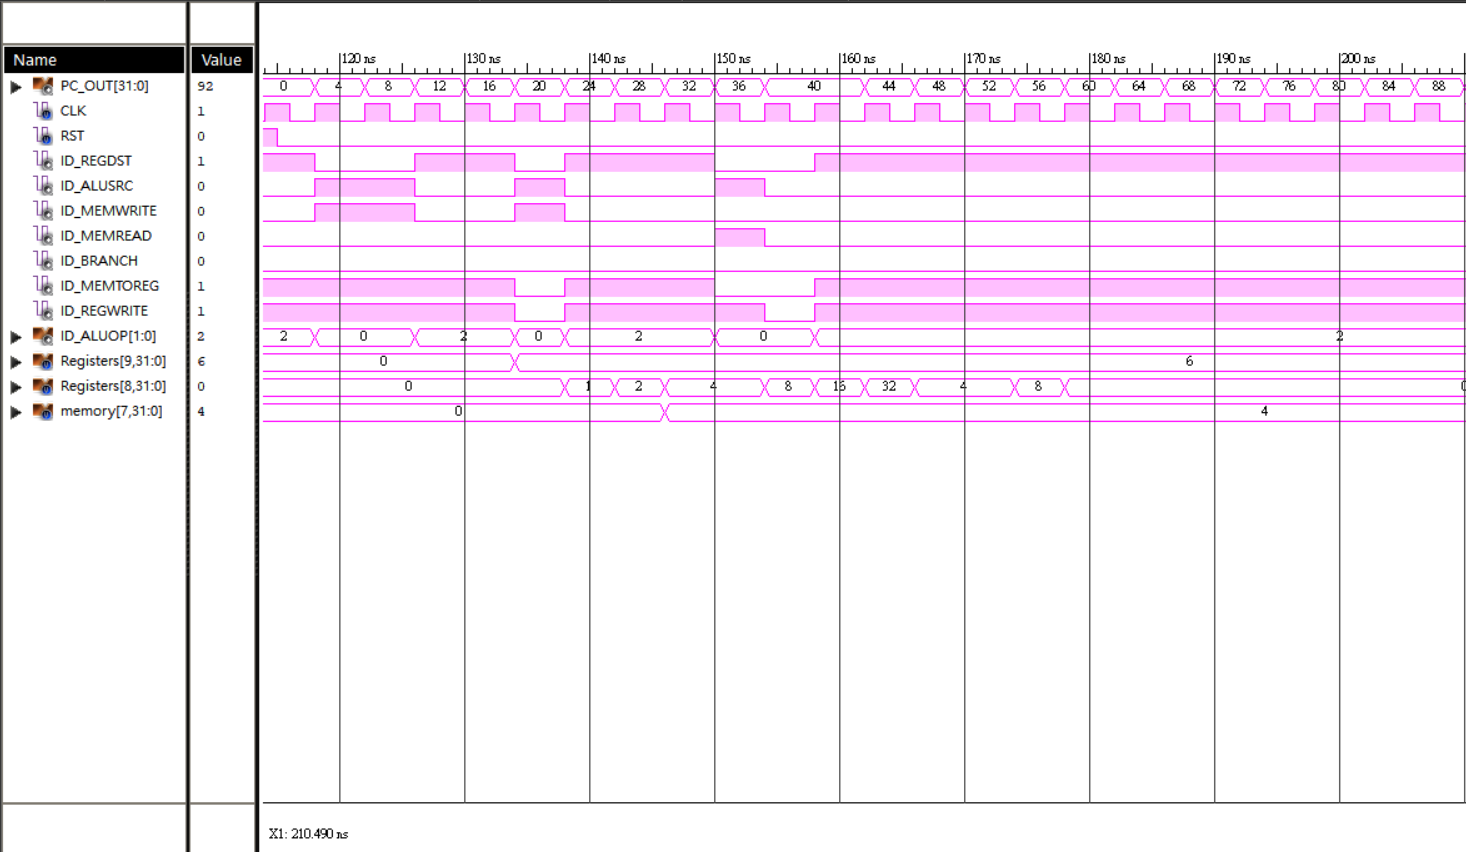 Name Value
120 ns 130 ns 140 ns 150 ns 160 ns 170 ns 180 ns 190 ns 200 ns
PC_OUT[31:0] 92 0 4 8 12 16 20 24 28 32 36 40 44 48 52 56 60 64 68 72 76 80 84 88
CLK 1
RST 0
ID_REGDST 1
ID_ALUSRC 0
ID_MEMWRITE 0
ID_MEMREAD 0
ID_BRANCH 0
ID_MEMTOREG 1
ID_REGWRITE 1
ID_ALUOP[1:0] 2 2 0 2 0 2 0 2
Registers[9,31:0] 6 0 6
Registers[8,31:0] 0 0 1 2 4 8 16 32 4 8 0
memory[7,31:0] 4 0 4
X1: 210.490 ns